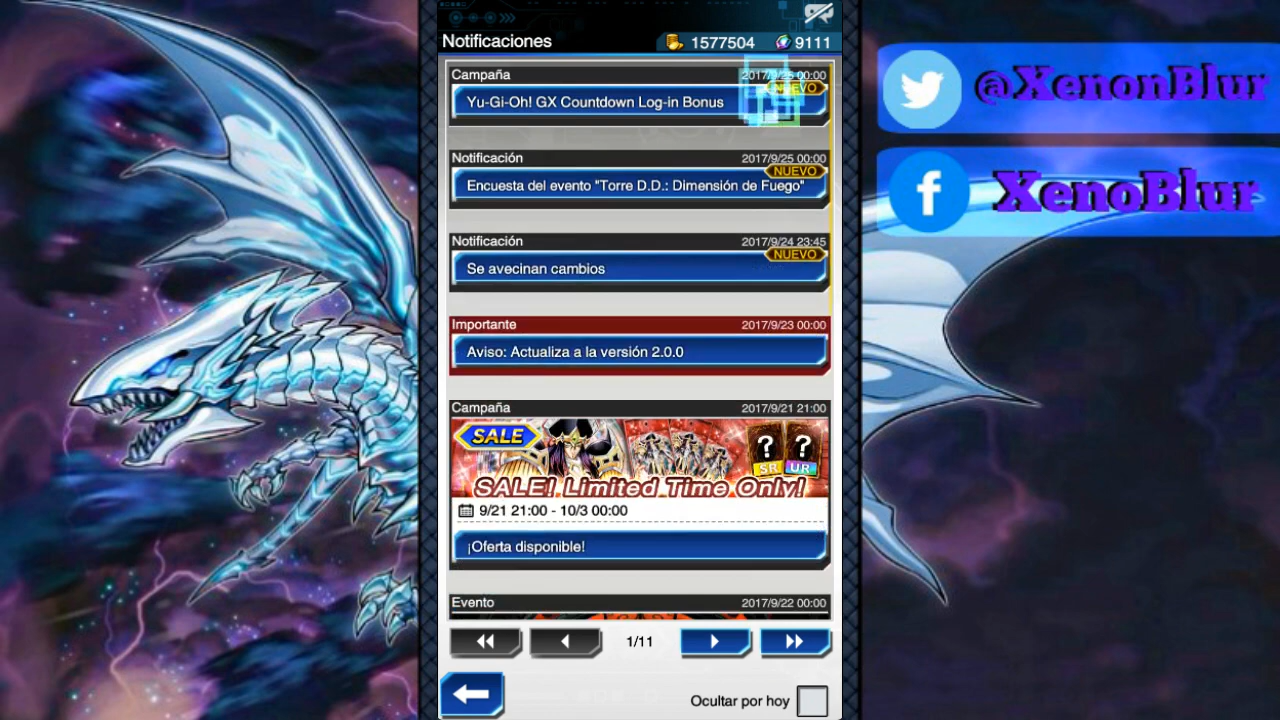 Notificaciones
1577504
9111
Campaña
2017/9/25 00:00
NUEVO
Yu-Gi-Oh! GX Countdown Log-in Bonus
Notificación
2017/9/25 00:00
NUEVO
Encuesta del evento "Torre D.D.: Dimensión de Fuego"
Notificación
2017/9/24 23:45
NUEVO
Se avecinan cambios
Importante
2017/9/23 00:00
Aviso: Actualiza a la versión 2.0.0
Campaña
2017/9/21 21:00
SALE
? ?
SR UR
SALE! Limited Time Only!
9/21 21:00 - 10/3 00:00
¡Oferta disponible!
Evento
2017/9/22 00:00
1/11
Ocultar por hoy
@XenonBlur
f
XenoBlur